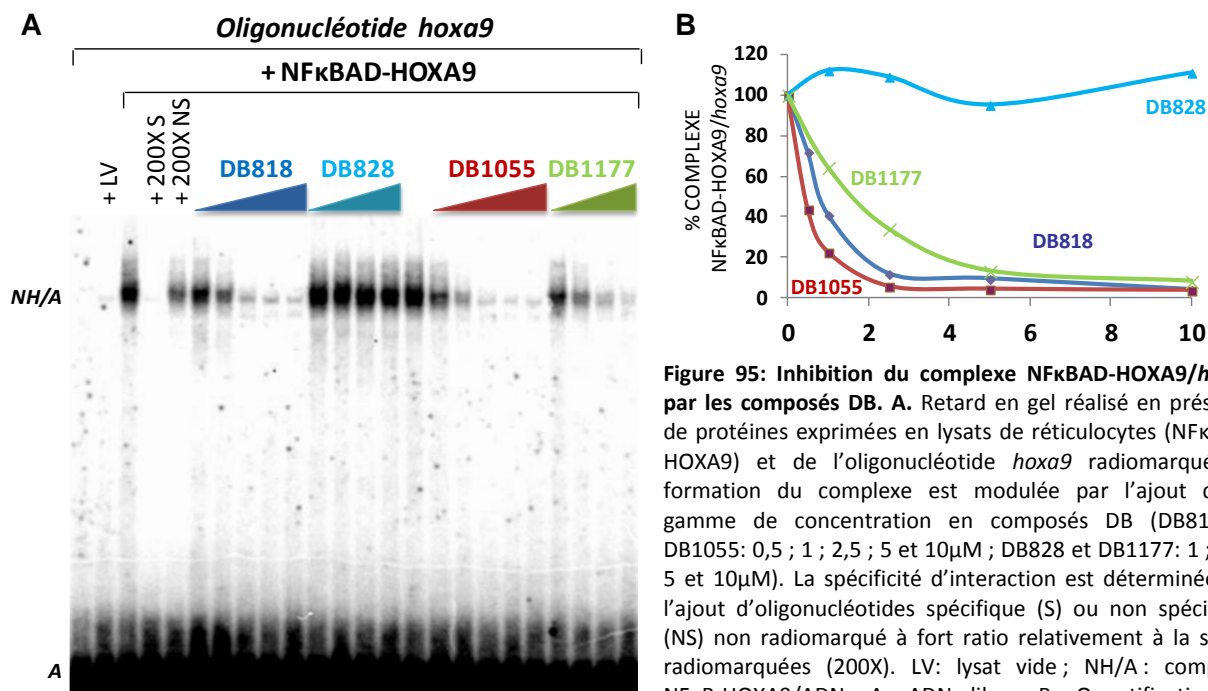 A
Oligonucléotide hoxa9
+ NFκBAD-HOXA9
+ LV
+ 200X S
+ 200X NS
DB818
DB828
DB1055
DB1177
NH/A
A
B
% COMPLEXE
NFκBAD-HOXA9/hoxa9
120
100
80
60
40
20
0
0
2
4
6
8
10
DB828
DB1177
DB818
DB1055
Figure 95: Inhibition du complexe NFκBAD-HOXA9/h
par les composés DB. A. Retard en gel réalisé en prés
de protéines exprimées en lysats de réticulocytes (NFκ
HOXA9) et de l'oligonucléotide hoxa9 radiomarqué
formation du complexe est modulée par l'ajout d
gamme de concentration en composés DB (DB81
DB1055: 0,5 ; 1 ; 2,5 ; 5 et 10μM ; DB828 et DB1177: 1 ;
5 et 10μM). La spécificité d'interaction est déterminée
l'ajout d'oligonucléotides spécifique (S) ou non spéci
(NS) non radiomarqué à fort ratio relativement à la s
radiomarquées (200X). LV: lysat vide ; NH/A : comp